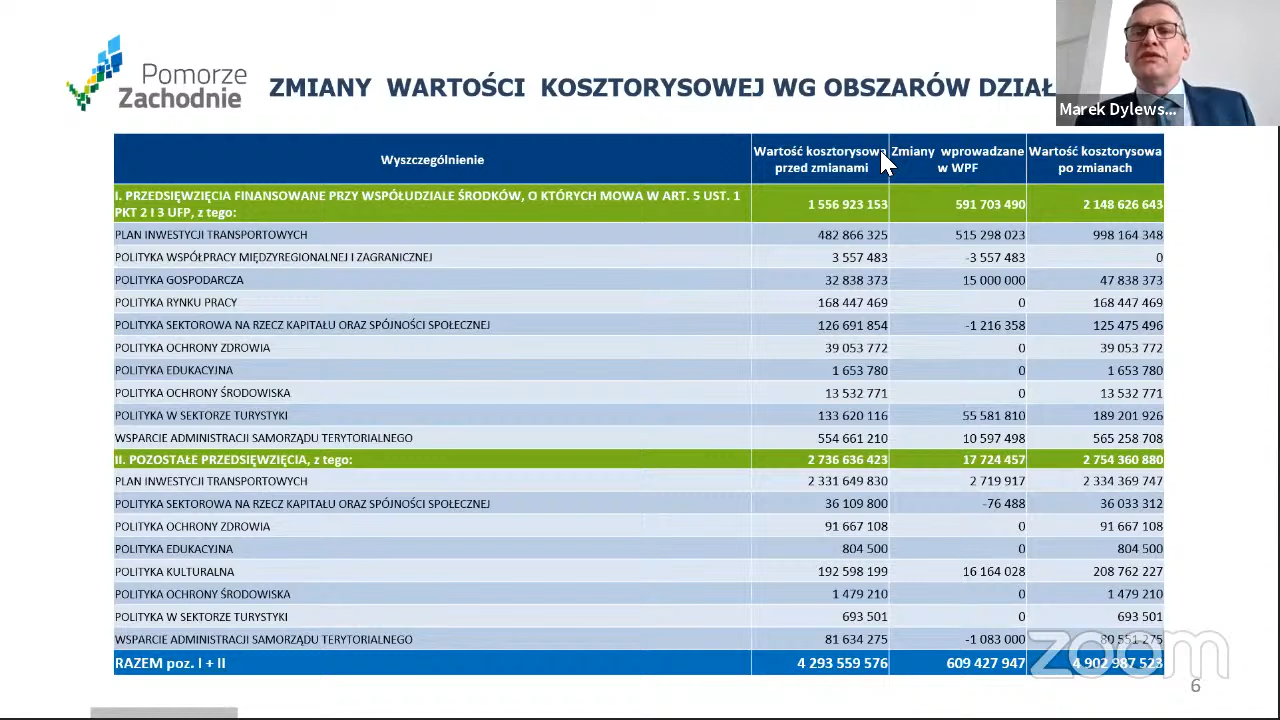 Pomorze
Zachodnie
ZMIANY WARTOŚCI KOSZTORYSOWEJ WG OBSZARÓW DZIAŁ
Marek Dylews...
Wyszczególnienie
Wartość kosztorysowa przed zmianami
Zmiany wprowadzane w WPF
Wartość kosztorysowa po zmianach
I. PRZEDSIĘWZIĘCIA FINANSOWANE PRZY WSPÓŁUDZIALE ŚRODKÓW, O KTÓRYCH MOWA W ART. 5 UST. 1
PKT 2 I 3 UFP, z tego: 1 556 923 153 591 703 490 2 148 626 643
PLAN INWESTYCJI TRANSPORTOWYCH 482 866 325 515 298 023 998 164 348
POLITYKA WSPÓŁPRACY MIĘDZYREGIONALNEJ I ZAGRANICZNEJ 3 557 483 -3 557 483 0
POLITYKA GOSPODARCZA 32 838 373 15 000 000 47 838 373
POLITYKA RYNKU PRACY 168 447 469 0 168 447 469
POLITYKA SEKTOROWA NA RZECZ KAPITAŁU ORAZ SPÓJNOŚCI SPOŁECZNEJ 126 691 854 -1 216 358 125 475 496
POLITYKA OCHRONY ZDROWIA 39 053 772 0 39 053 772
POLITYKA EDUKACYJNA 1 653 780 0 1 653 780
POLITYKA OCHRONY ŚRODOWISKA 13 532 771 0 13 532 771
POLITYKA W SEKTORZE TURYSTYKI 133 620 116 55 581 810 189 201 926
WSPARCIE ADMINISTRACJI SAMORZĄDU TERYTORIALNEGO 554 661 210 10 597 498 565 258 708
II. POZOSTAŁE PRZEDSIĘWZIĘCIA, z tego: 2 736 636 423 17 724 457 2 754 360 880
PLAN INWESTYCJI TRANSPORTOWYCH 2 331 649 830 2 719 917 2 334 369 747
POLITYKA SEKTOROWA NA RZECZ KAPITAŁU ORAZ SPÓJNOŚCI SPOŁECZNEJ 36 109 800 -76 488 36 033 312
POLITYKA OCHRONY ZDROWIA 91 667 108 0 91 667 108
POLITYKA EDUKACYJNA 804 500 0 804 500
POLITYKA KULTURALNA 192 598 199 16 164 028 208 762 227
POLITYKA OCHRONY ŚRODOWISKA 1 479 210 0 1 479 210
POLITYKA W SEKTORZE TURYSTYKI 693 501 0 693 501
WSPARCIE ADMINISTRACJI SAMORZĄDU TERYTORIALNEGO 81 634 275 -1 083 000 80 551 275
RAZEM poz. I + II 4 293 559 576 609 427 947 4 902 987 523
zoom
6